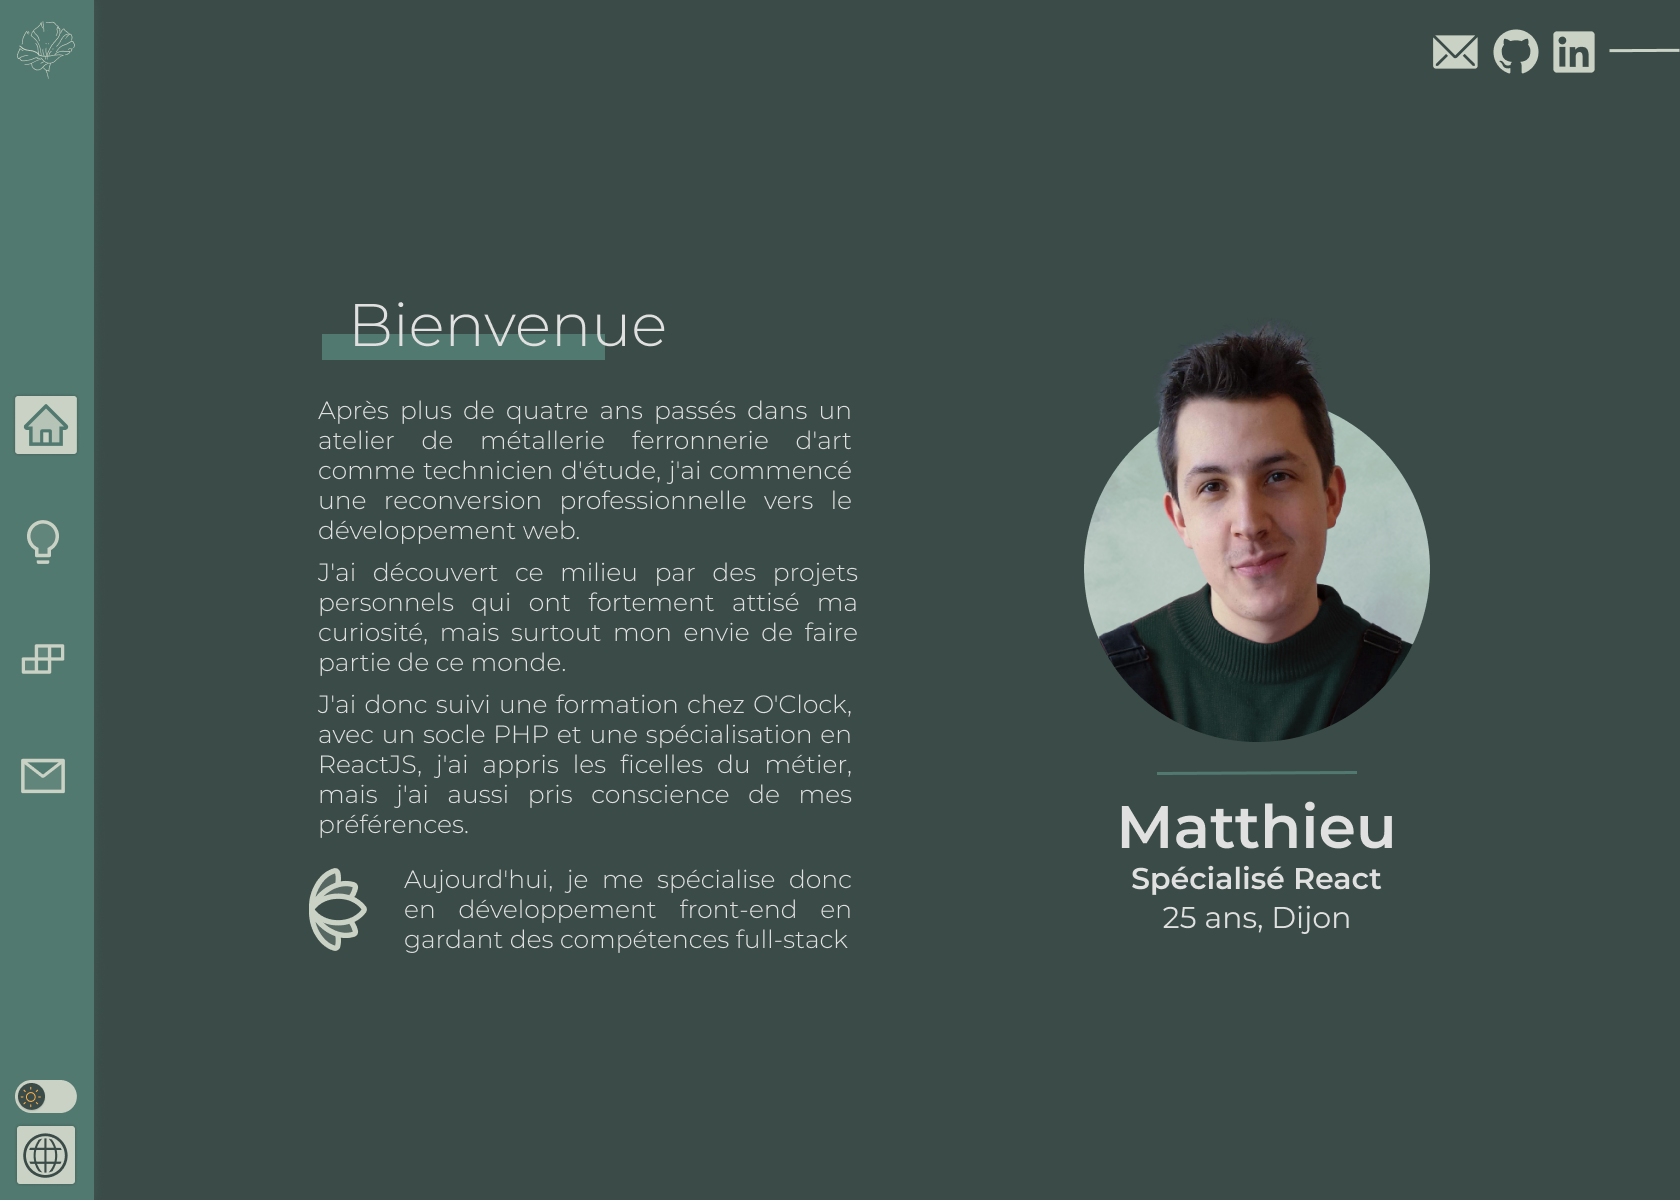 Bienvenue
Après plus de quatre ans passés dans un
atelier de métallerie ferronnerie d'art
comme technicien d'étude, j'ai commencé
une reconversion professionnelle vers le
développement web.
J'ai découvert ce milieu par des projets
personnels qui ont fortement attisé ma
curiosité, mais surtout mon envie de faire
partie de ce monde.
J'ai donc suivi une formation chez O'Clock,
avec un socle PHP et une spécialisation en
ReactJS, j'ai appris les ficelles du métier,
mais j'ai aussi pris conscience de mes
préférences.
Aujourd'hui, je me spécialise donc
en développement front-end en
gardant des compétences full-stack
in
Matthieu
Spécialisé React
25 ans, Dijon